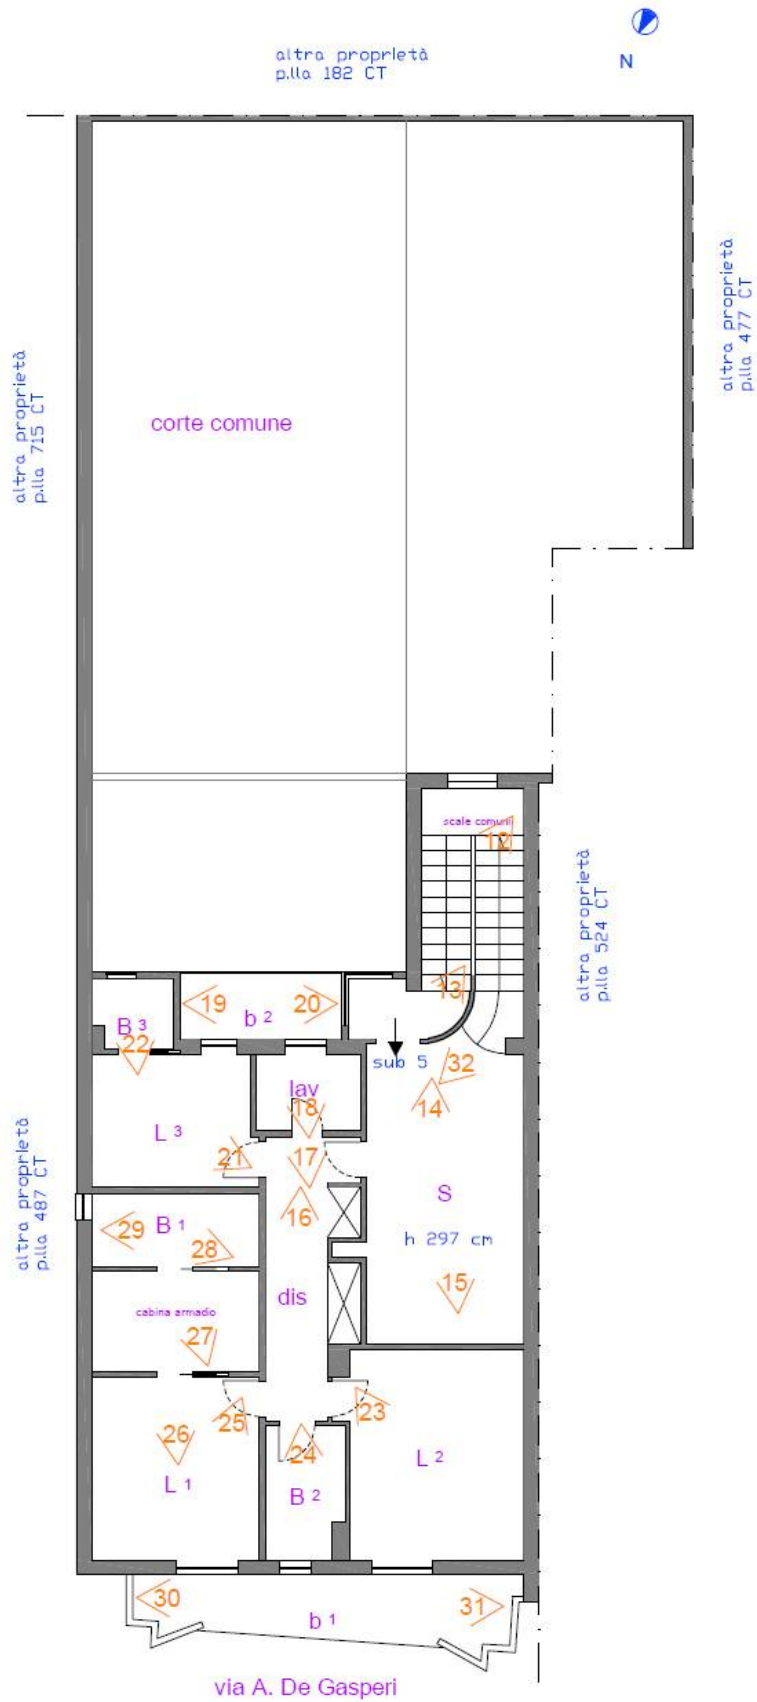 altra proprietà
p.lla 182 CT
N
altra proprietà
p.lla 477 CT
altra proprietà
p.lla 715 CT
corte comune
scale comuni
12
altra proprietà
p.lla 524 CT
13
19
20
b 2
B 3
22
sub 5
32
lav
18
14
L 3
21
17
altra proprietà
p.lla 487 CT
S
16
B 1
29
28
h 297 cm
15
dis
cabina armadio
27
25
23
26
24
L 2
L 1
B 2
30
31
b 1
via A. De Gasperi